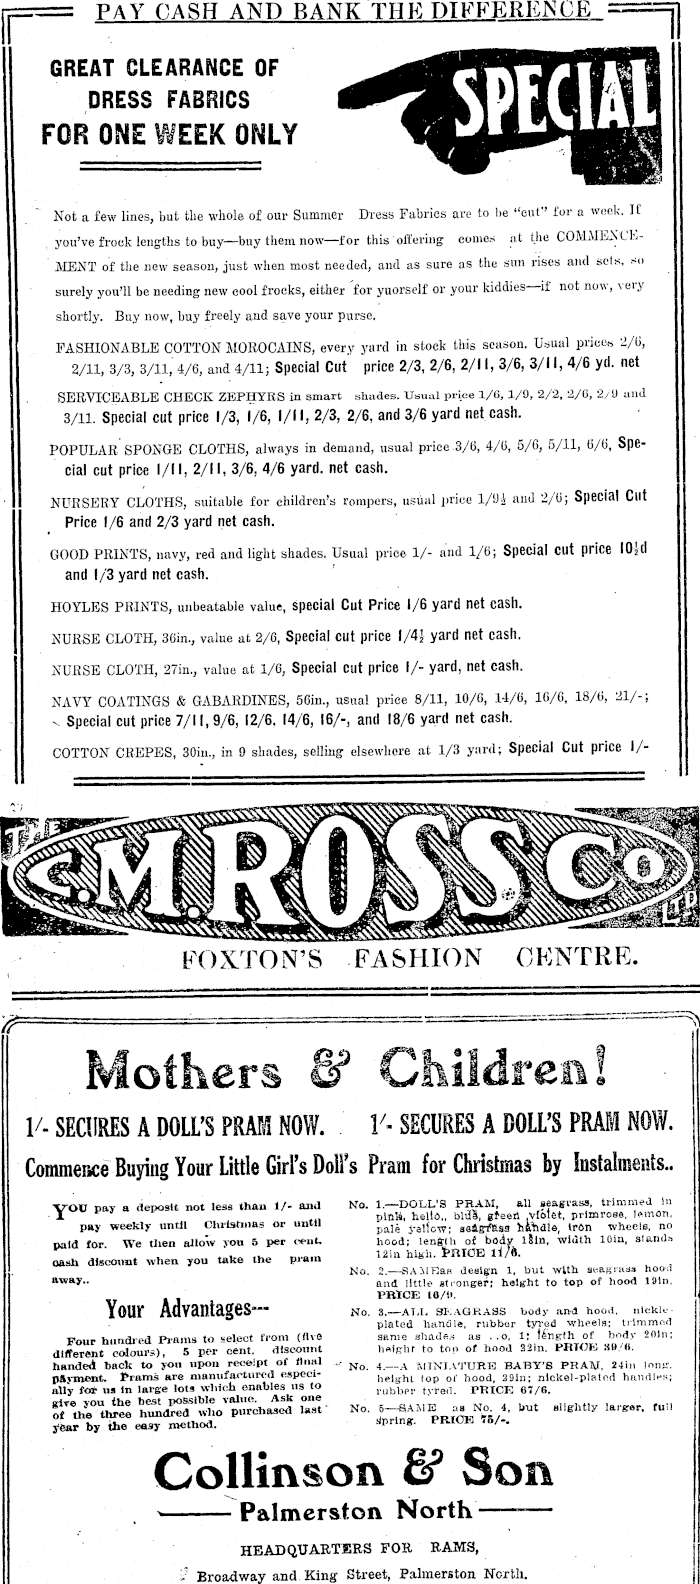 PAY CASH AND BANK THE DIFFERENCE
GREAT CLEARANCE OF
DRESS FABRICS
FOR ONE WEEK ONLY
SPECIAL
Not a few lines, but the whole of our Summer Dress Fabrics are to be "cut" for a week. If
you've frock lengths to buy—buy them now—for this offering comes at the COMMENCE-
MENT of the new season, just when most needed, and as sure as the sun rises and sets, so
surely you'll be needing new cool frocks, either for yuorself or your kiddies—if not now, very
shortly. Buy now, buy freely and save your purse.
FASHIONABLE COTTON MOROCAINS, every yard in stock this season. Usual prices 2/6,
2/11, 3/3, 3/11, 4/6, and 4/11; Special Cut price 2/3, 2/6, 2/11, 3/6, 3/11, 4/6 yd. net
SERVICEABLE CHECK ZEPHYRS in smart shades. Usual price 1/6, 1/9, 2/2, 2/6, 2/9 and
3/11. Special cut price 1/3, 1/6, 1/11, 2/3, 2/6, and 3/6 yard net cash.
POPULAR SPONGE CLOTHS, always in demand, usual price 3/6, 4/6, 5/6, 5/11, 6/6, Spe-
cial cut price 1/11, 2/11, 3/6, 4/6 yard. net cash.
NURSERY CLOTHS, suitable for children's rompers, usual price 1/9½ and 2/6; Special Cut
Price 1/6 and 2/3 yard net cash.
GOOD PRINTS, navy, red and light shades. Usual price 1/- and 1/6; Special cut price 10½d
and 1/3 yard net cash.
HOYLES PRINTS, unbeatable value, special Cut Price 1/6 yard net cash.
NURSE CLOTH, 36in., value at 2/6, Special cut price 1/4½ yard net cash.
NURSE CLOTH, 27in., value at 1/6, Special cut price 1/- yard, net cash.
NAVY COATINGS & GABARDINES, 56in., usual price 8/11, 10/6, 14/6, 16/6, 18/6, 21/-;
Special cut price 7/11, 9/6, 12/6, 14/6, 16/-, and 18/6 yard net cash.
COTTON CREPES, 30in., in 9 shades, selling elsewhere at 1/3 yard; Special Cut price 1/-
THE
C.M. ROSS Co
LTD
FOXTON'S FASHION CENTRE.
Mothers & Children!
1/- SECURES A DOLL'S PRAM NOW. 1/- SECURES A DOLL'S PRAM NOW.
Commence Buying Your Little Girl's Doll's Pram for Christmas by Instalments..
YOU pay a deposit not less than 1/- and
pay weekly until Christmas or until
paid for. We then allow you 5 per cent.
cash discount when you take the pram
away..
Your Advantages---
Four hundred Prams to select from (five
different colours), 5 per cent. discount
handed back to you upon receipt of final
payment. Prams are manufactured especi-
ally for us in large lots which enables us to
give you the best possible value. Ask one
of the three hundred who purchased last
year by the easy method.
No. 1.—DOLL'S PRAM, all seagrass, trimmed in
pink, helio., blue, green, violet, primrose, lemon,
pale yellow; seagrass handle, iron wheels, no
hood; length of body 18in, width 10in, stands
12in high. PRICE 11/6.
No. 2.—SAME as design 1, but with seagrass hood
and little stronger; height to top of hood 19in.
PRICE 16/9.
No. 3.—ALL SEAGRASS body and hood, nickle-
plated handle, rubber tyred wheels; trimmed
same shades as ..o, 1; length of body 20in;
height to top of hood 22in. PRICE 39/6.
No. 4.—A MINIATURE BABY'S PRAM, 24in long,
height top of hood, 29in; nickel-plated handles;
rubber tyred. PRICE 67/6.
No. 5—SAME as No. 4, but slightly larger, full
spring. PRICE 75/-.
Collinson & Son
Palmerston North
HEADQUARTERS FOR RAMS,
Broadway and King Street, Palmerston North.